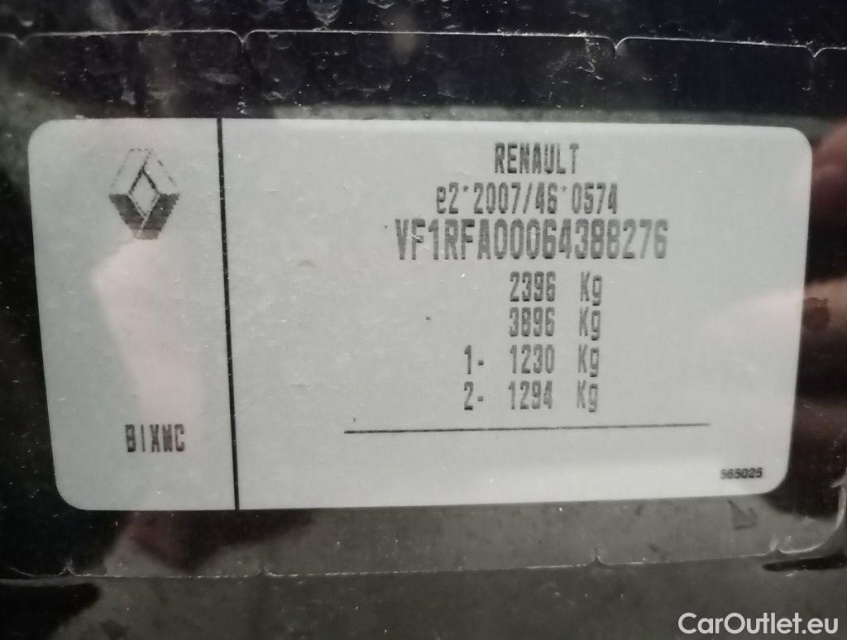 RENAULT
e2*2007/46*0574
VF1RFA00064388276
2396 Kg
3896 Kg
1- 1230 Kg
2- 1294 Kg
BIXMC
565025
CarOutlet.eu